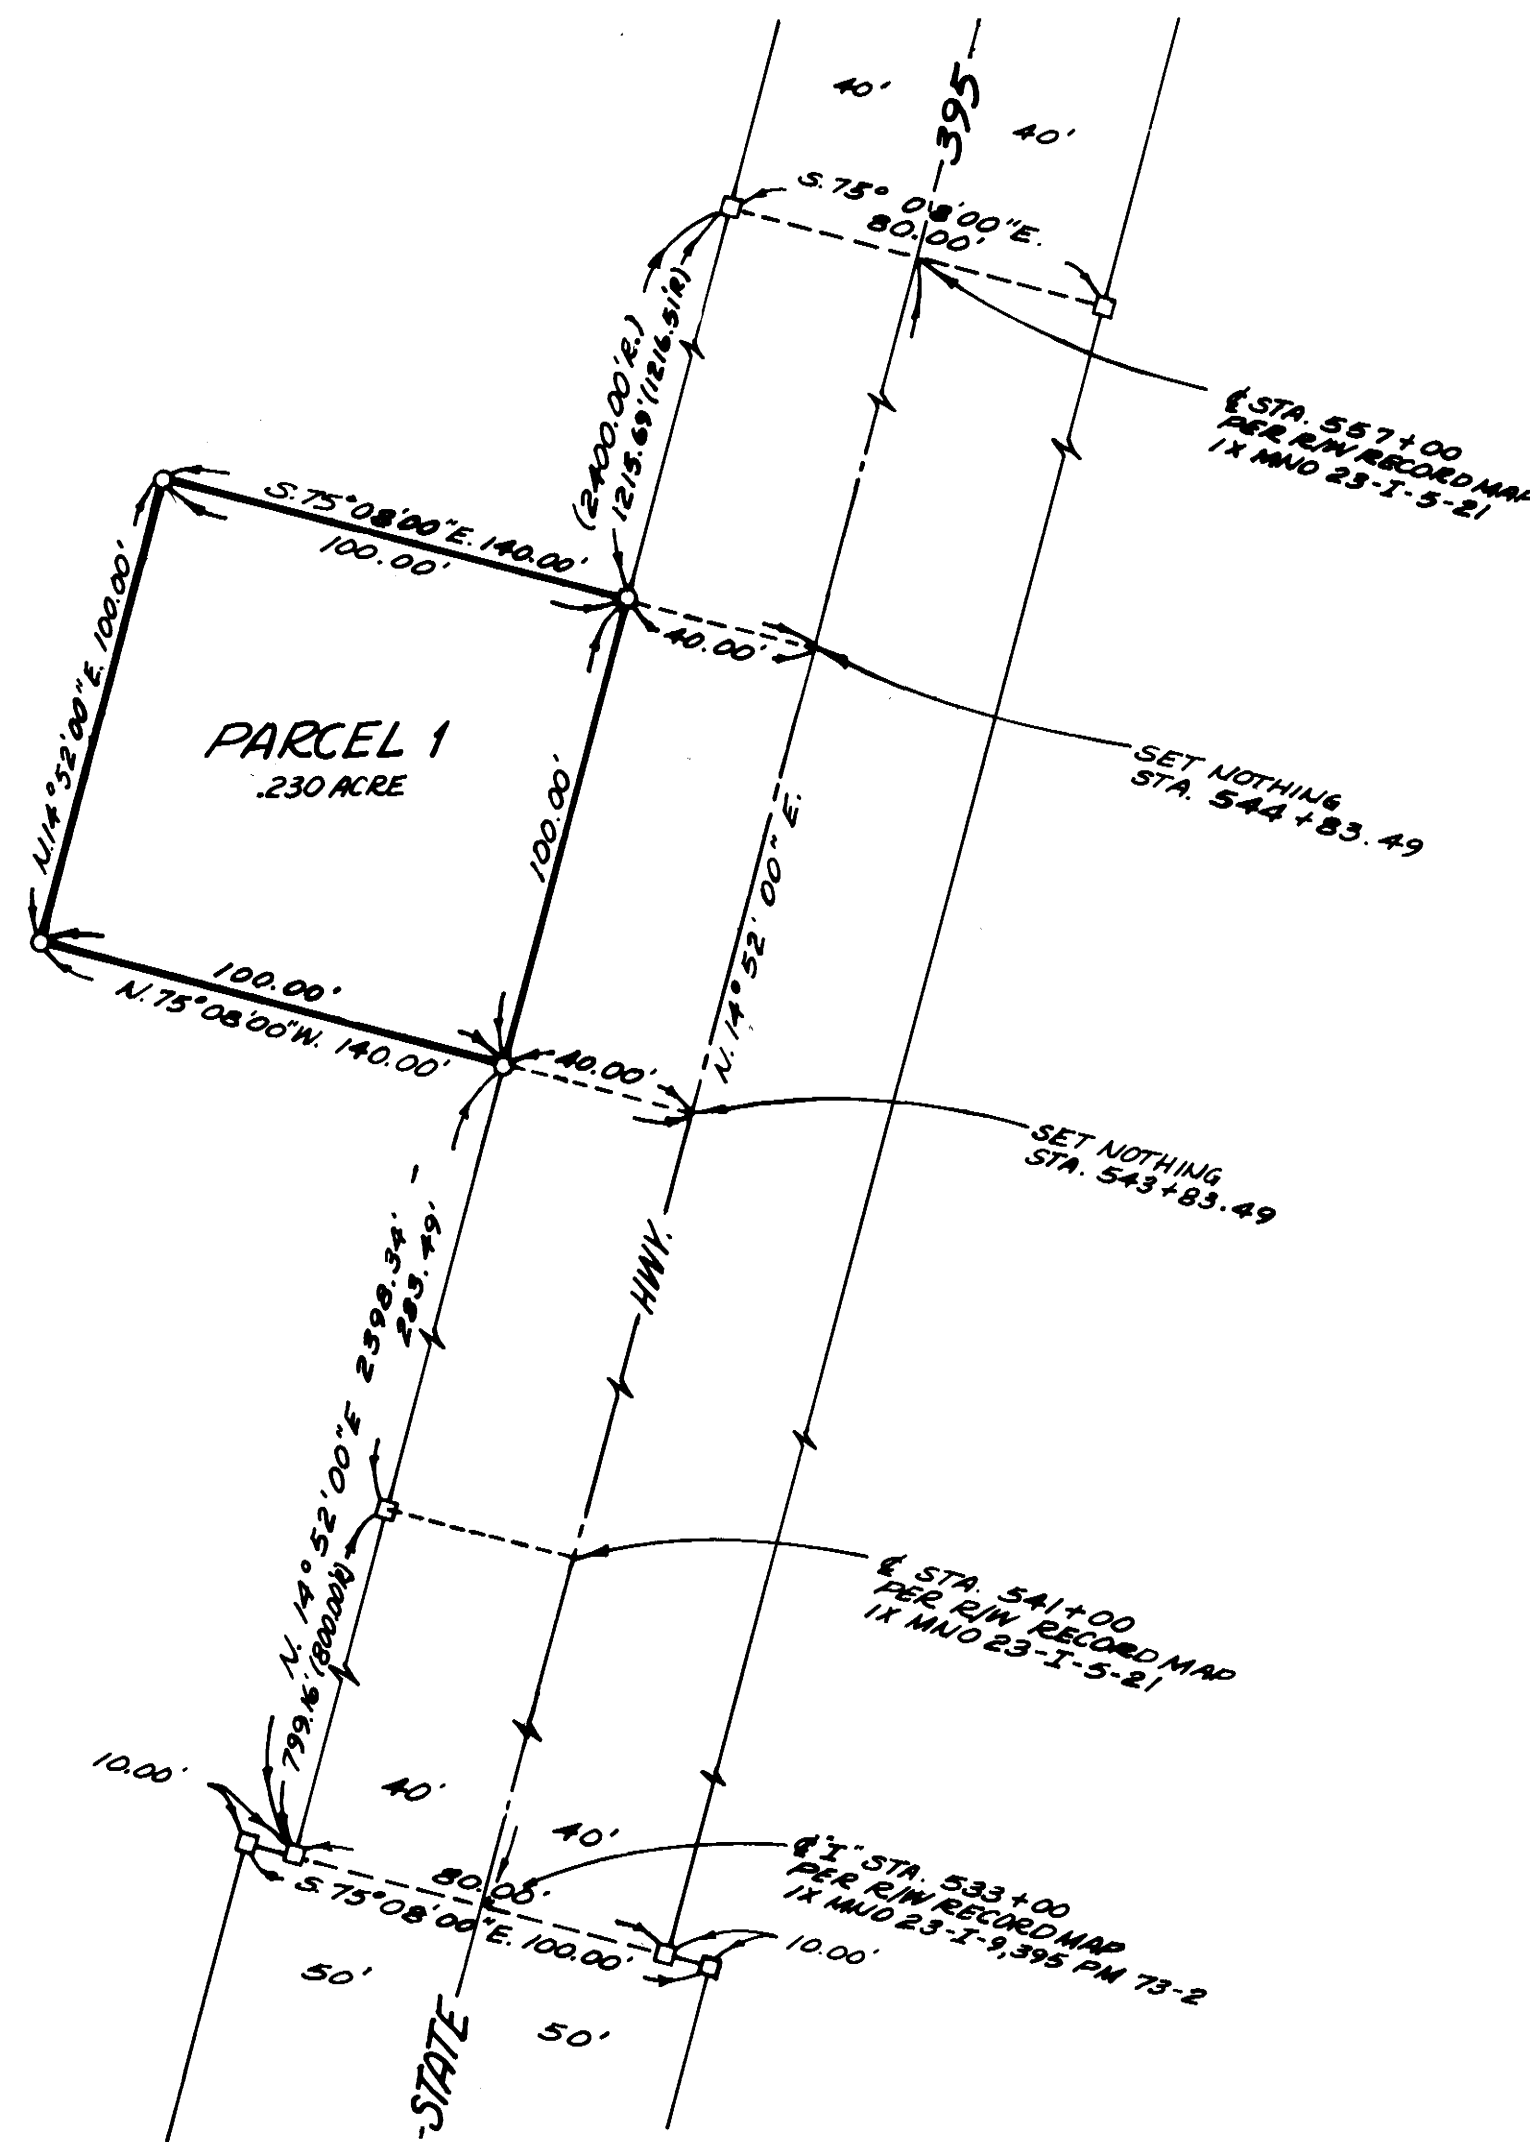 40'
395
40'
S. 75° 08'00"E.
80.00'
(2400.00'R.)
1215.69'(1216.51'R)
℄ STA. 557+00
PER R/W RECORD MAP
IX MNO 23-I-5-21
S. 75°08'00"E. 140.00'
100.00'
N.14°52'00"E. 100.00'
40.00'
PARCEL 1
.230 ACRE
100.00'
SET NOTHING
STA. 544+83.49
N. 14° 52' 00" E.
100.00'
N. 75°08'00"W. 140.00'
40.00'
SET NOTHING
STA. 543+83.49
HWY.
N. 14° 52' 00"E 2398.34'
283.49'
℄ STA. 541+00
PER R/W RECORD MAP
IX MNO 23-I-5-21
799.16' (800.00'R)
10.00'
40'
40'
80.00'
S. 75°08'00"E. 100.00'
℄ "I" STA. 533+00
PER R/W RECORD MAP
IX MNO 23-I-9,395 PM 73-2
10.00'
50'
50'
STATE